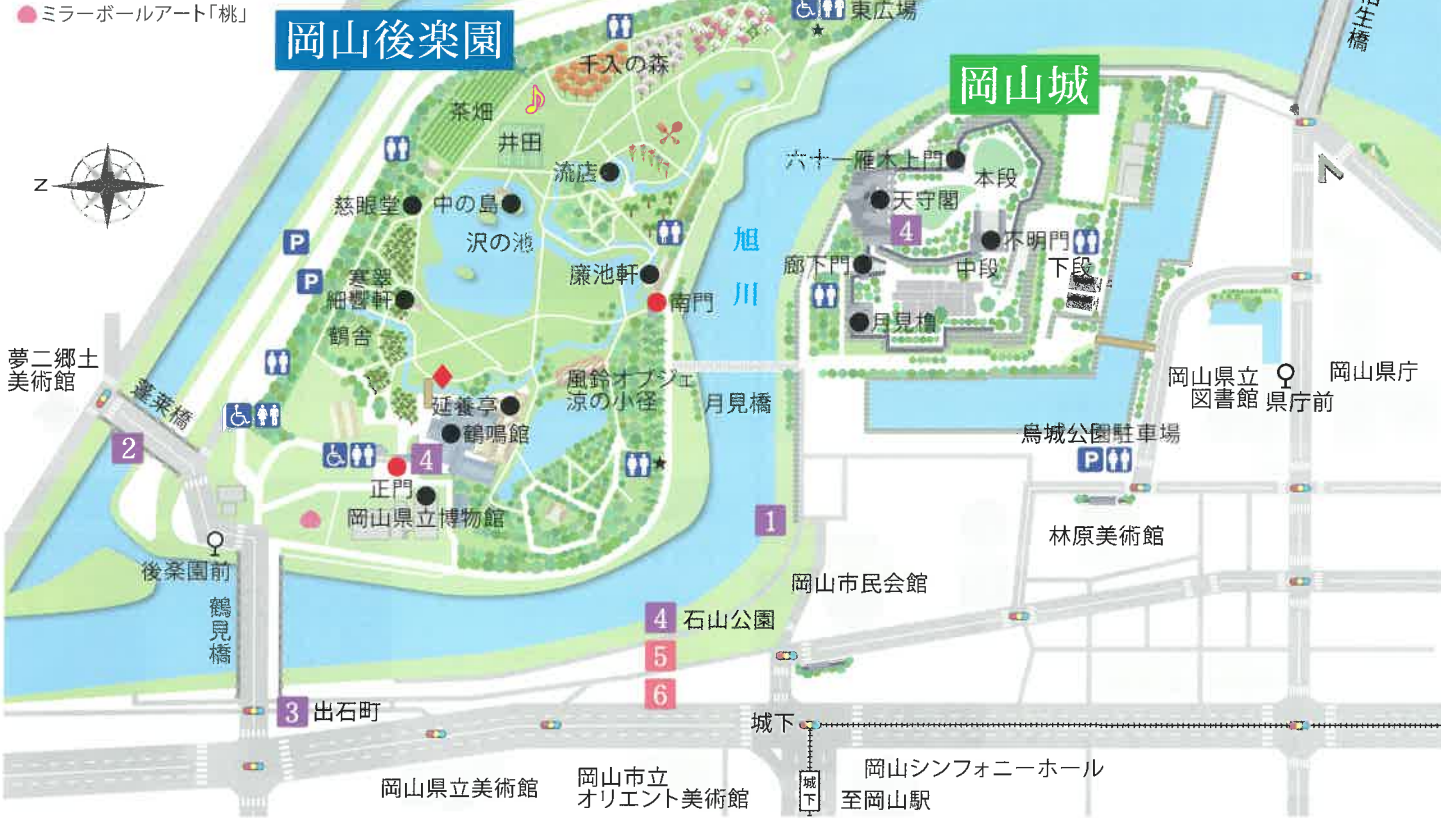 ミラーボールアート「桃」
岡山後楽園
東広場
生橋
千入の森
岡山城
茶畑
井田
流店
六十一雁木上門
本段
Z
慈眼堂
中の島
天守閣
4
沢の池
旭川
不明門
P
廊下門
中段
下段
廉池軒
P
寒翠
細響軒
南門
鶴舎
月見櫓
夢二郷土
美術館
蓬莱橋
風鈴オブジェ
涼の小径
月見橋
岡山県立
図書館
県庁前
岡山県庁
延養亭
鶴鳴館
烏城公園駐車場
P
2
4
正門
岡山県立博物館
1
林原美術館
後楽園前
岡山市民会館
鶴見橋
4 石山公園
5
6
3 出石町
城下
岡山県立美術館
岡山市立
オリエント美術館
城下
岡山シンフォニーホール
至岡山駅